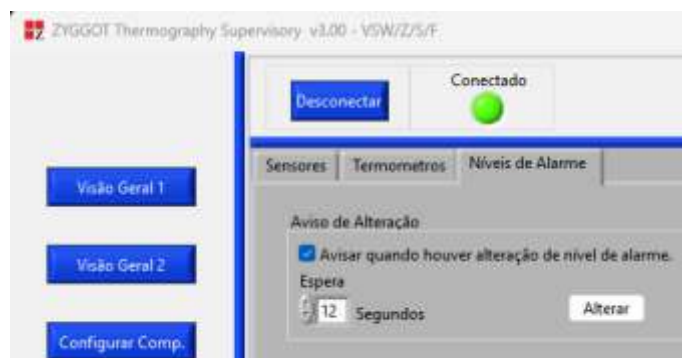 ZYGGOT Thermography Supervisory v3.00 - VSW/Z/S/F
Desconectar
Conectado
Sensores
Termometros
Níveis de Alarme
Visão Geral 1
Aviso de Alteração
Avisar quando houver alteração de nível de alarme.
Visão Geral 2
Espera
12 Segundos
Alterar
Configurar Comp.